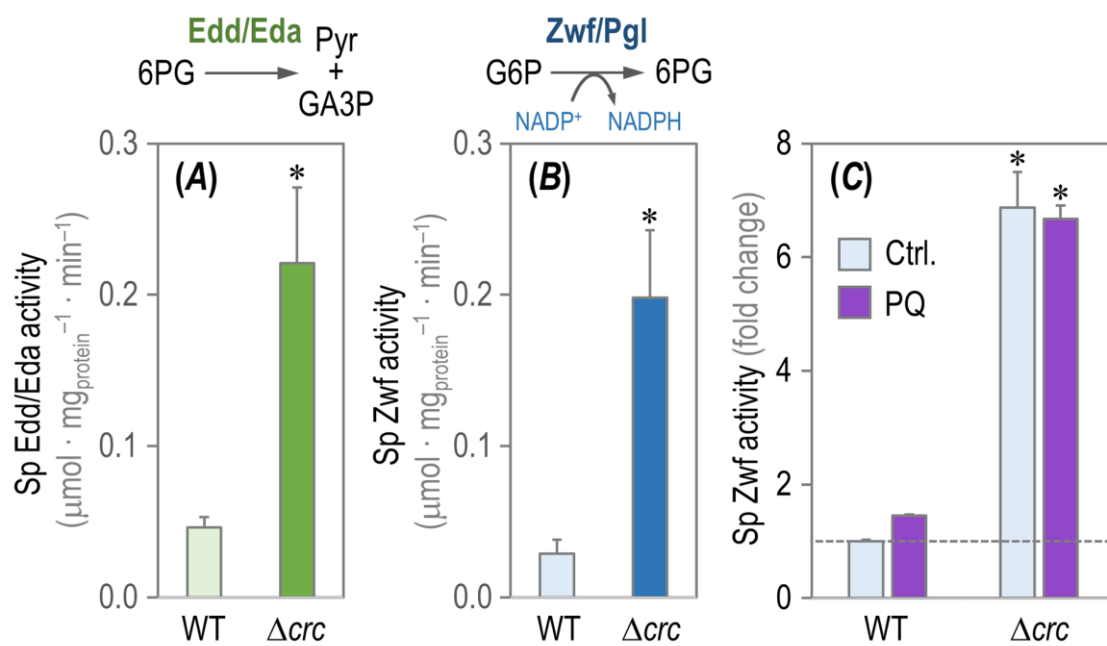 Edd/Eda
6PG
Pyr
+
GA3P
Zwf/Pgl
G6P
6PG
NADP⁺
NADPH
(A)
Sp Edd/Eda activity
(μmol · mg_protein⁻¹ · min⁻¹)
0.3
0.2
0.1
0.0
*
WT
Δcrc
(B)
Sp Zwf activity
(μmol · mg_protein⁻¹ · min⁻¹)
0.3
0.2
0.1
0.0
*
WT
Δcrc
(C)
Sp Zwf activity (fold change)
8
6
4
2
0
Ctrl.
PQ
*
*
WT
Δcrc